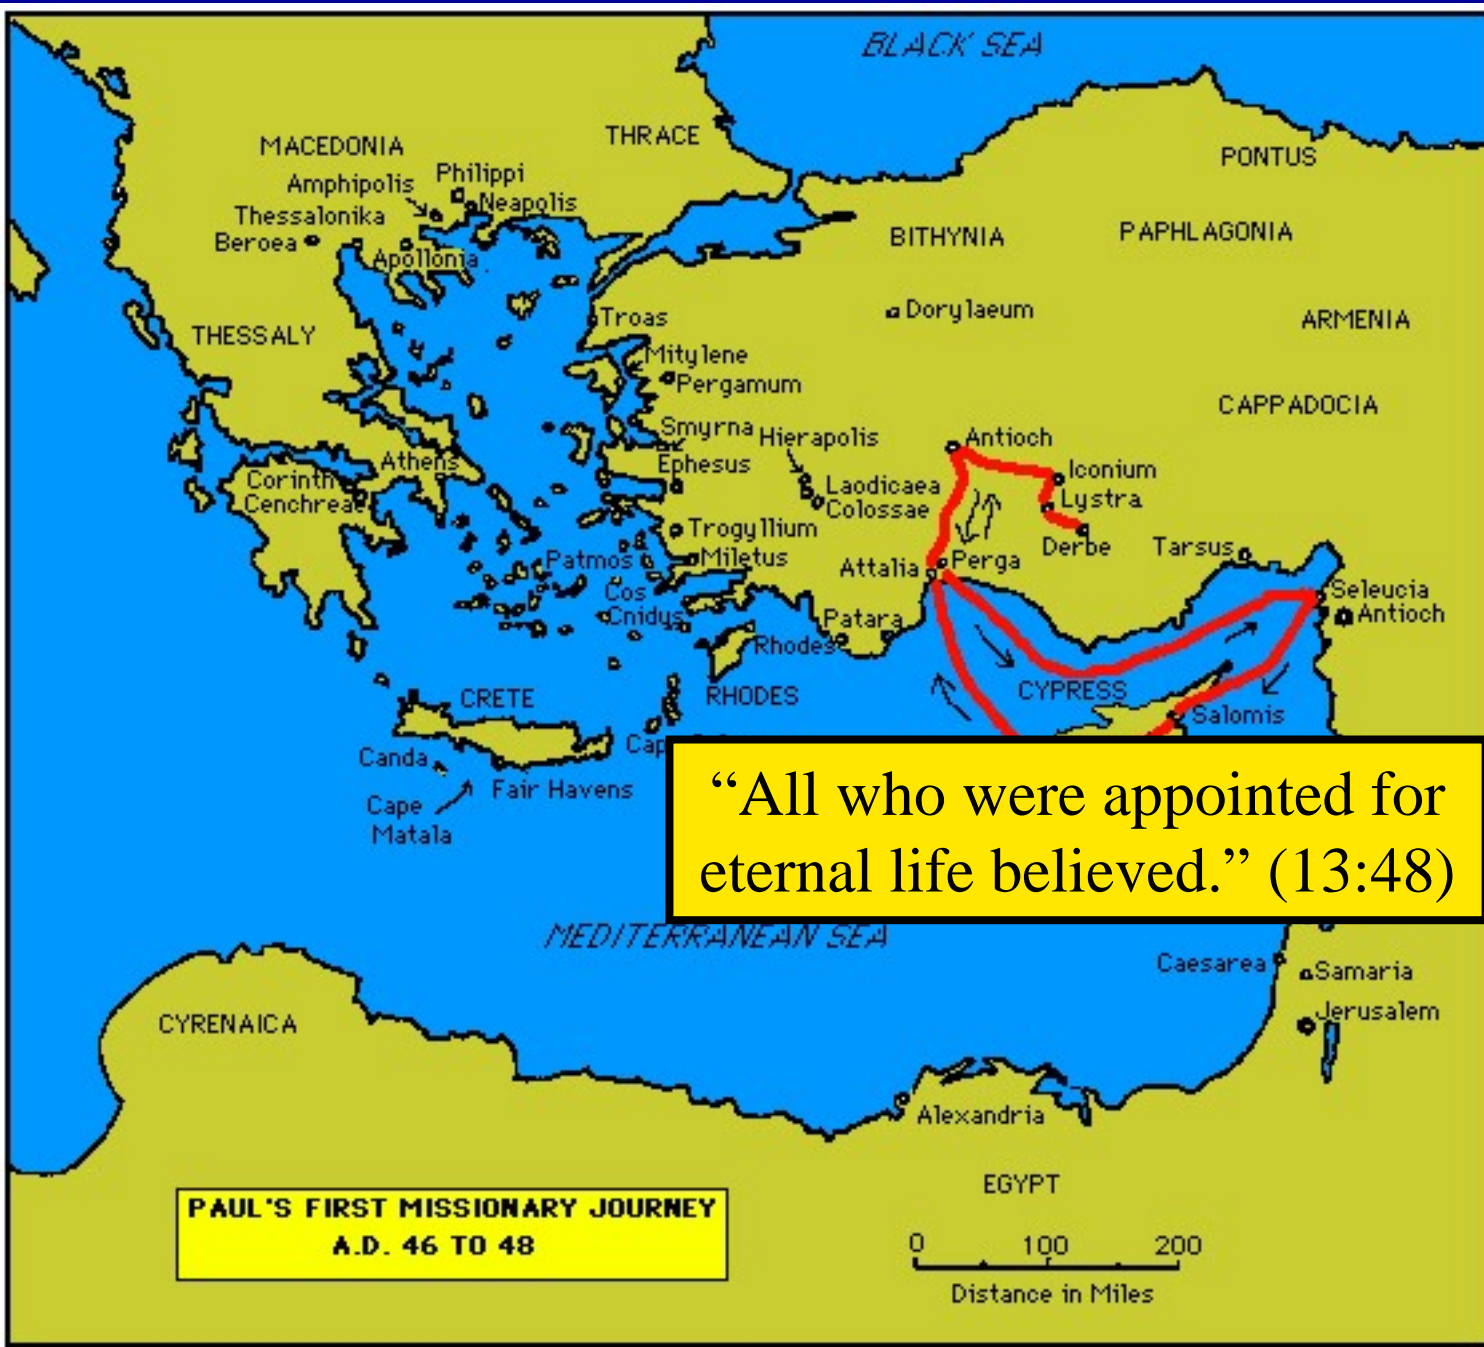 BLACK SEA
THRACE
MACEDONIA
PONTUS
Philippi
Amphipolis
Neapolis
Thessalonika
Beroea
Apollonia
BITHYNIA
PAPHLAGONIA
Dorylaeum
ARMENIA
Troas
THESSALY
Mitylene
Pergamum
CAPPADOCIA
Smyrna
Hierapolis
Antioch
Athens
Ephesus
Iconium
Corinth
Laodicaea
Lystra
Cenchreae
Colossae
Trogyllium
Derbe
Tarsus
Patmos
Miletus
Attalia
Perga
Cos
Seleucia
Cnidus
Patara
Antioch
Rhodes
CRETE
RHODES
CYPRESS
Salomis
Cap
Canda
Fair Havens
Cape
Matala
“All who were appointed for
eternal life believed.” (13:48)
MEDITERRANEAN SEA
Caesarea
Samaria
Jerusalem
CYRENAICA
Alexandria
EGYPT
PAUL'S FIRST MISSIONARY JOURNEY
A.D. 46 TO 48
0 100 200
Distance in Miles